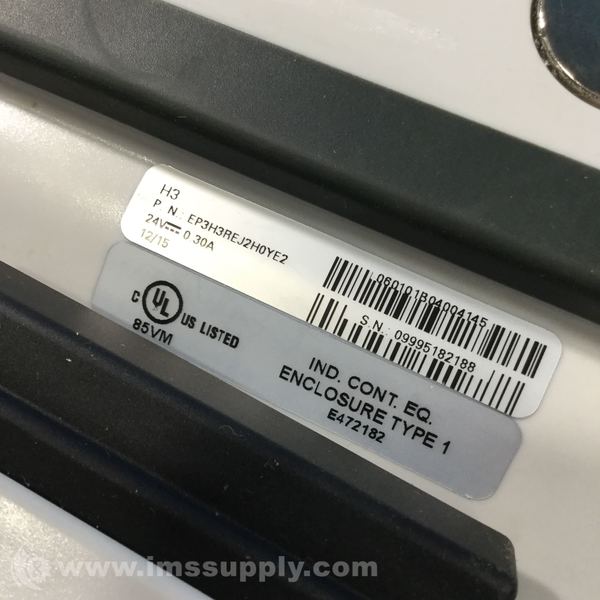 H3
P. N.: EP3H3REJ2H0YE2
24V⎓ 0.30A
12/15
060101B04004145
S.N.: 09995182188
C UL US LISTED
85VM
IND. CONT. EQ.
ENCLOSURE TYPE 1
E472182
© www.imssupply.com